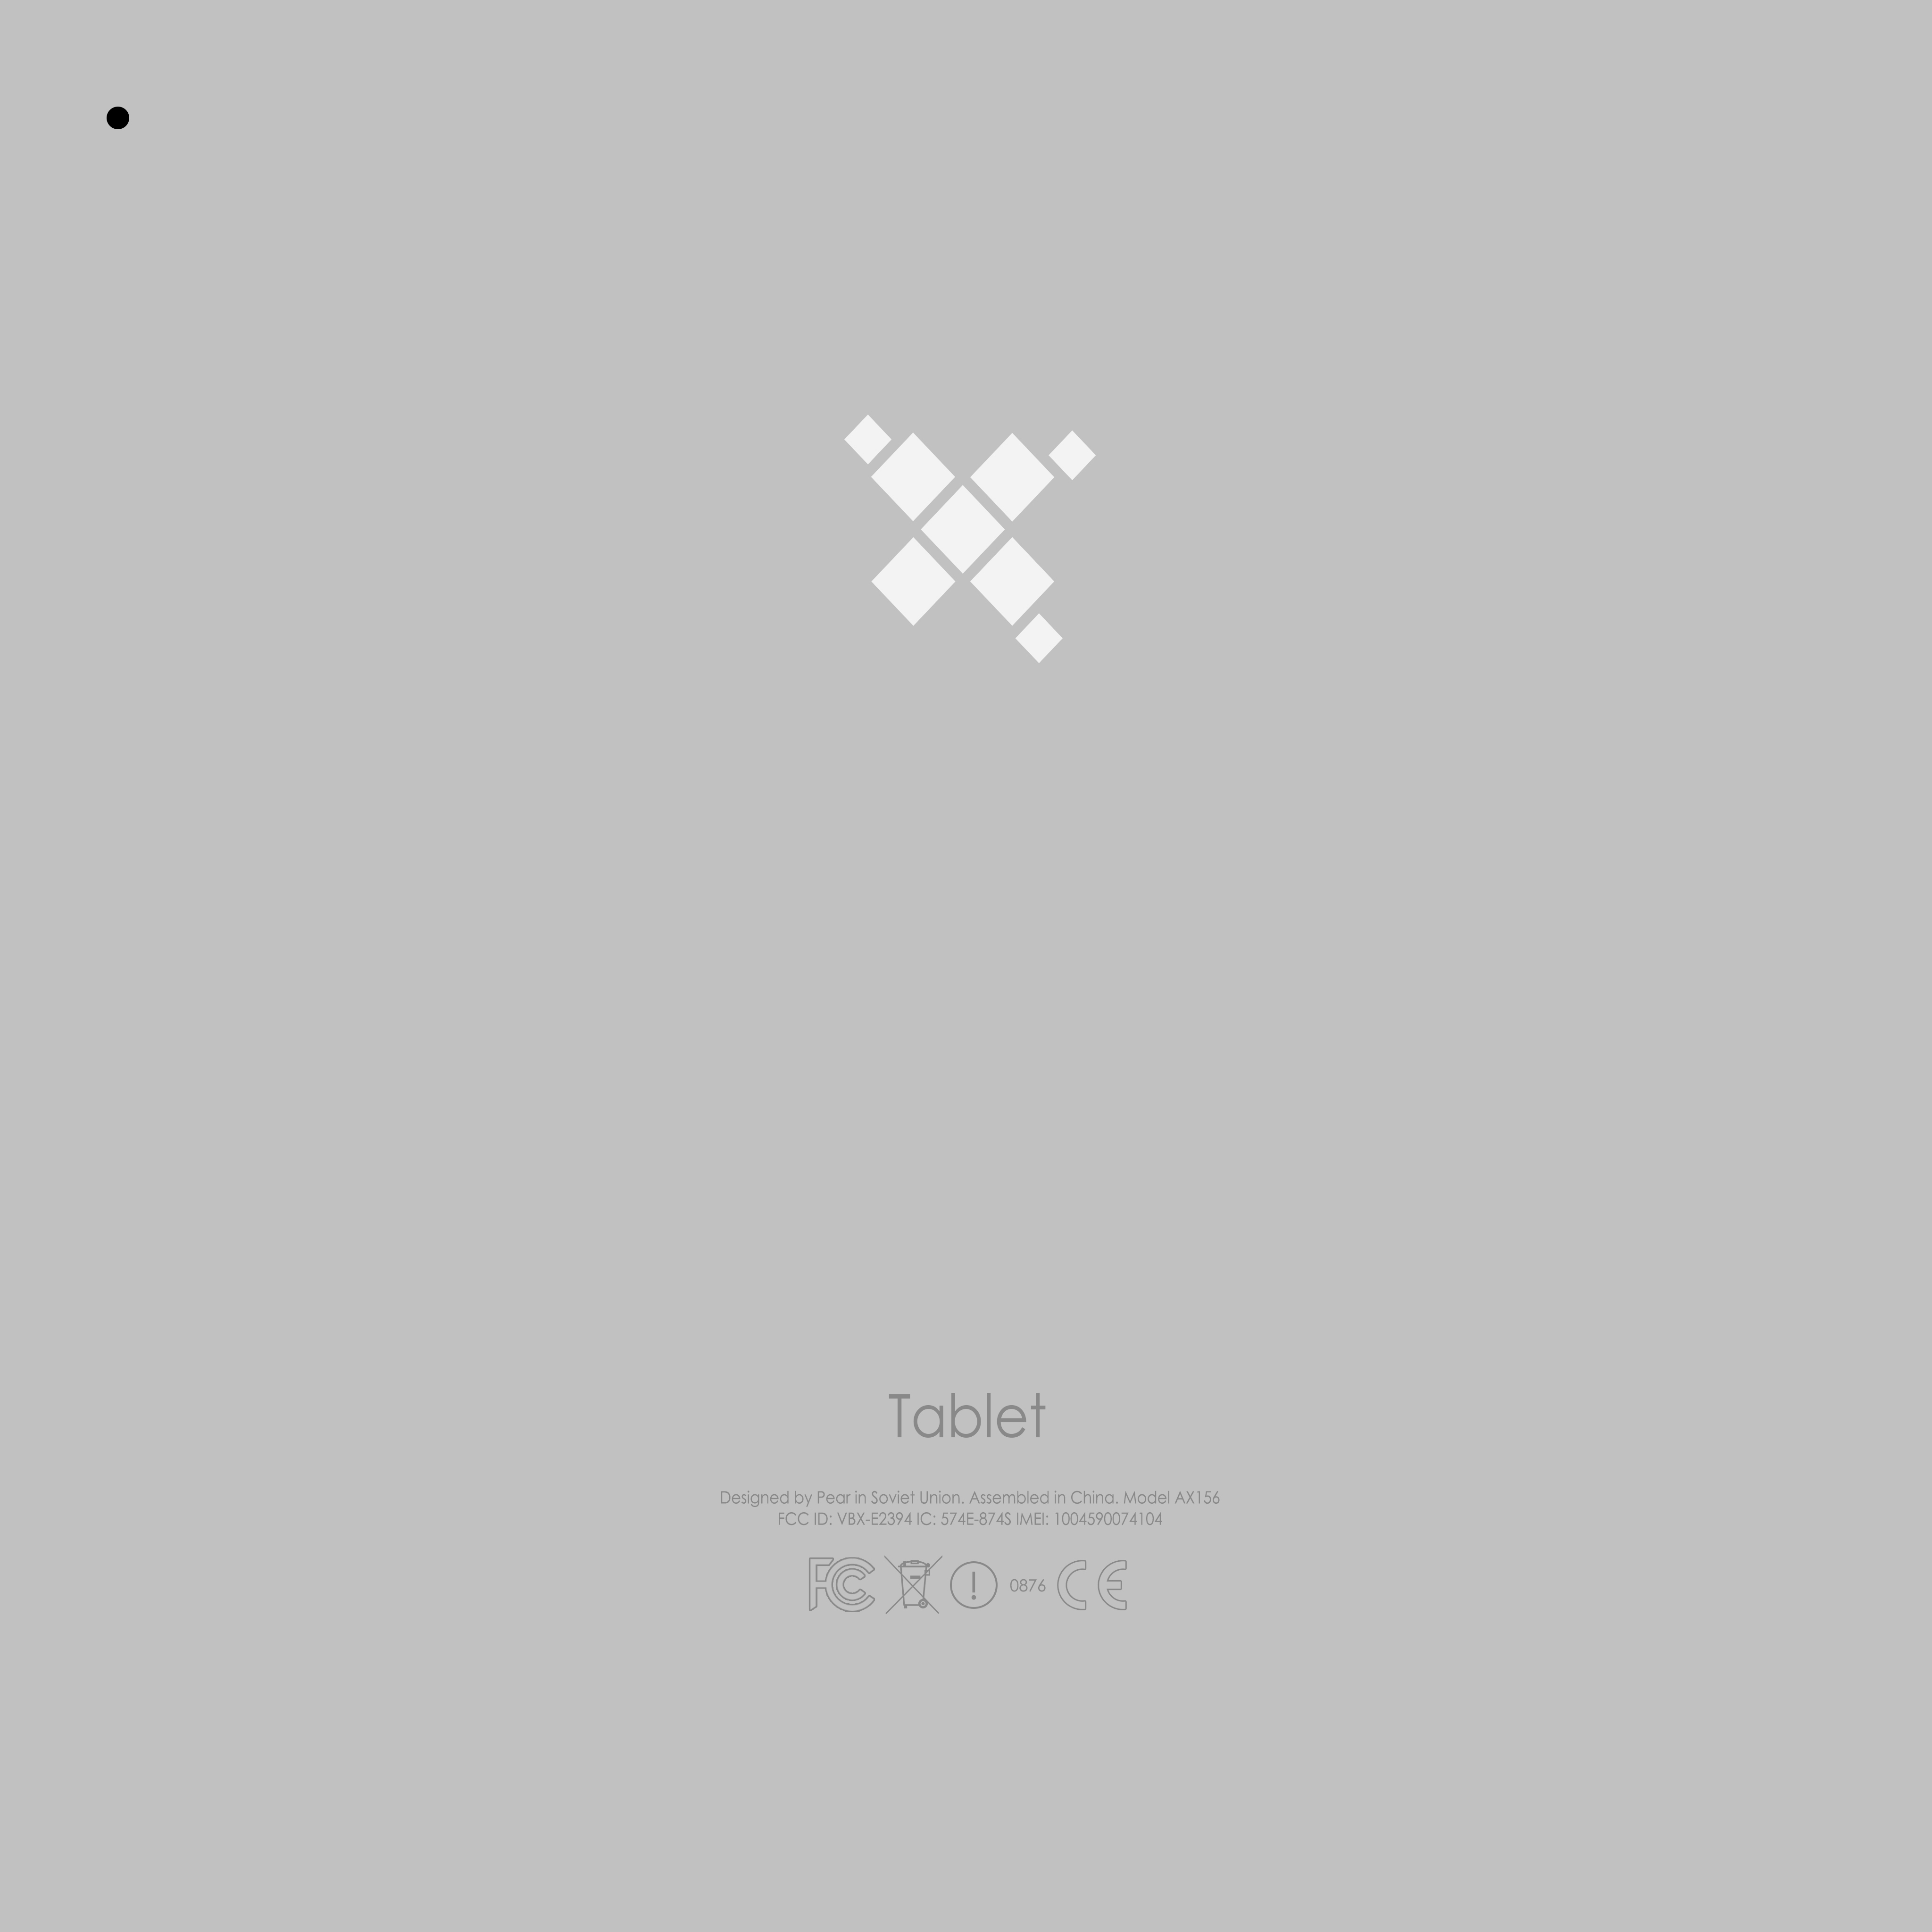 Tablet
Designed by Pear in Soviet Union. Assembled in China. Model AX156
FCC ID: VBX-E2394 IC: 574E-874S IMEI: 1004590074104
FC 0876 CE